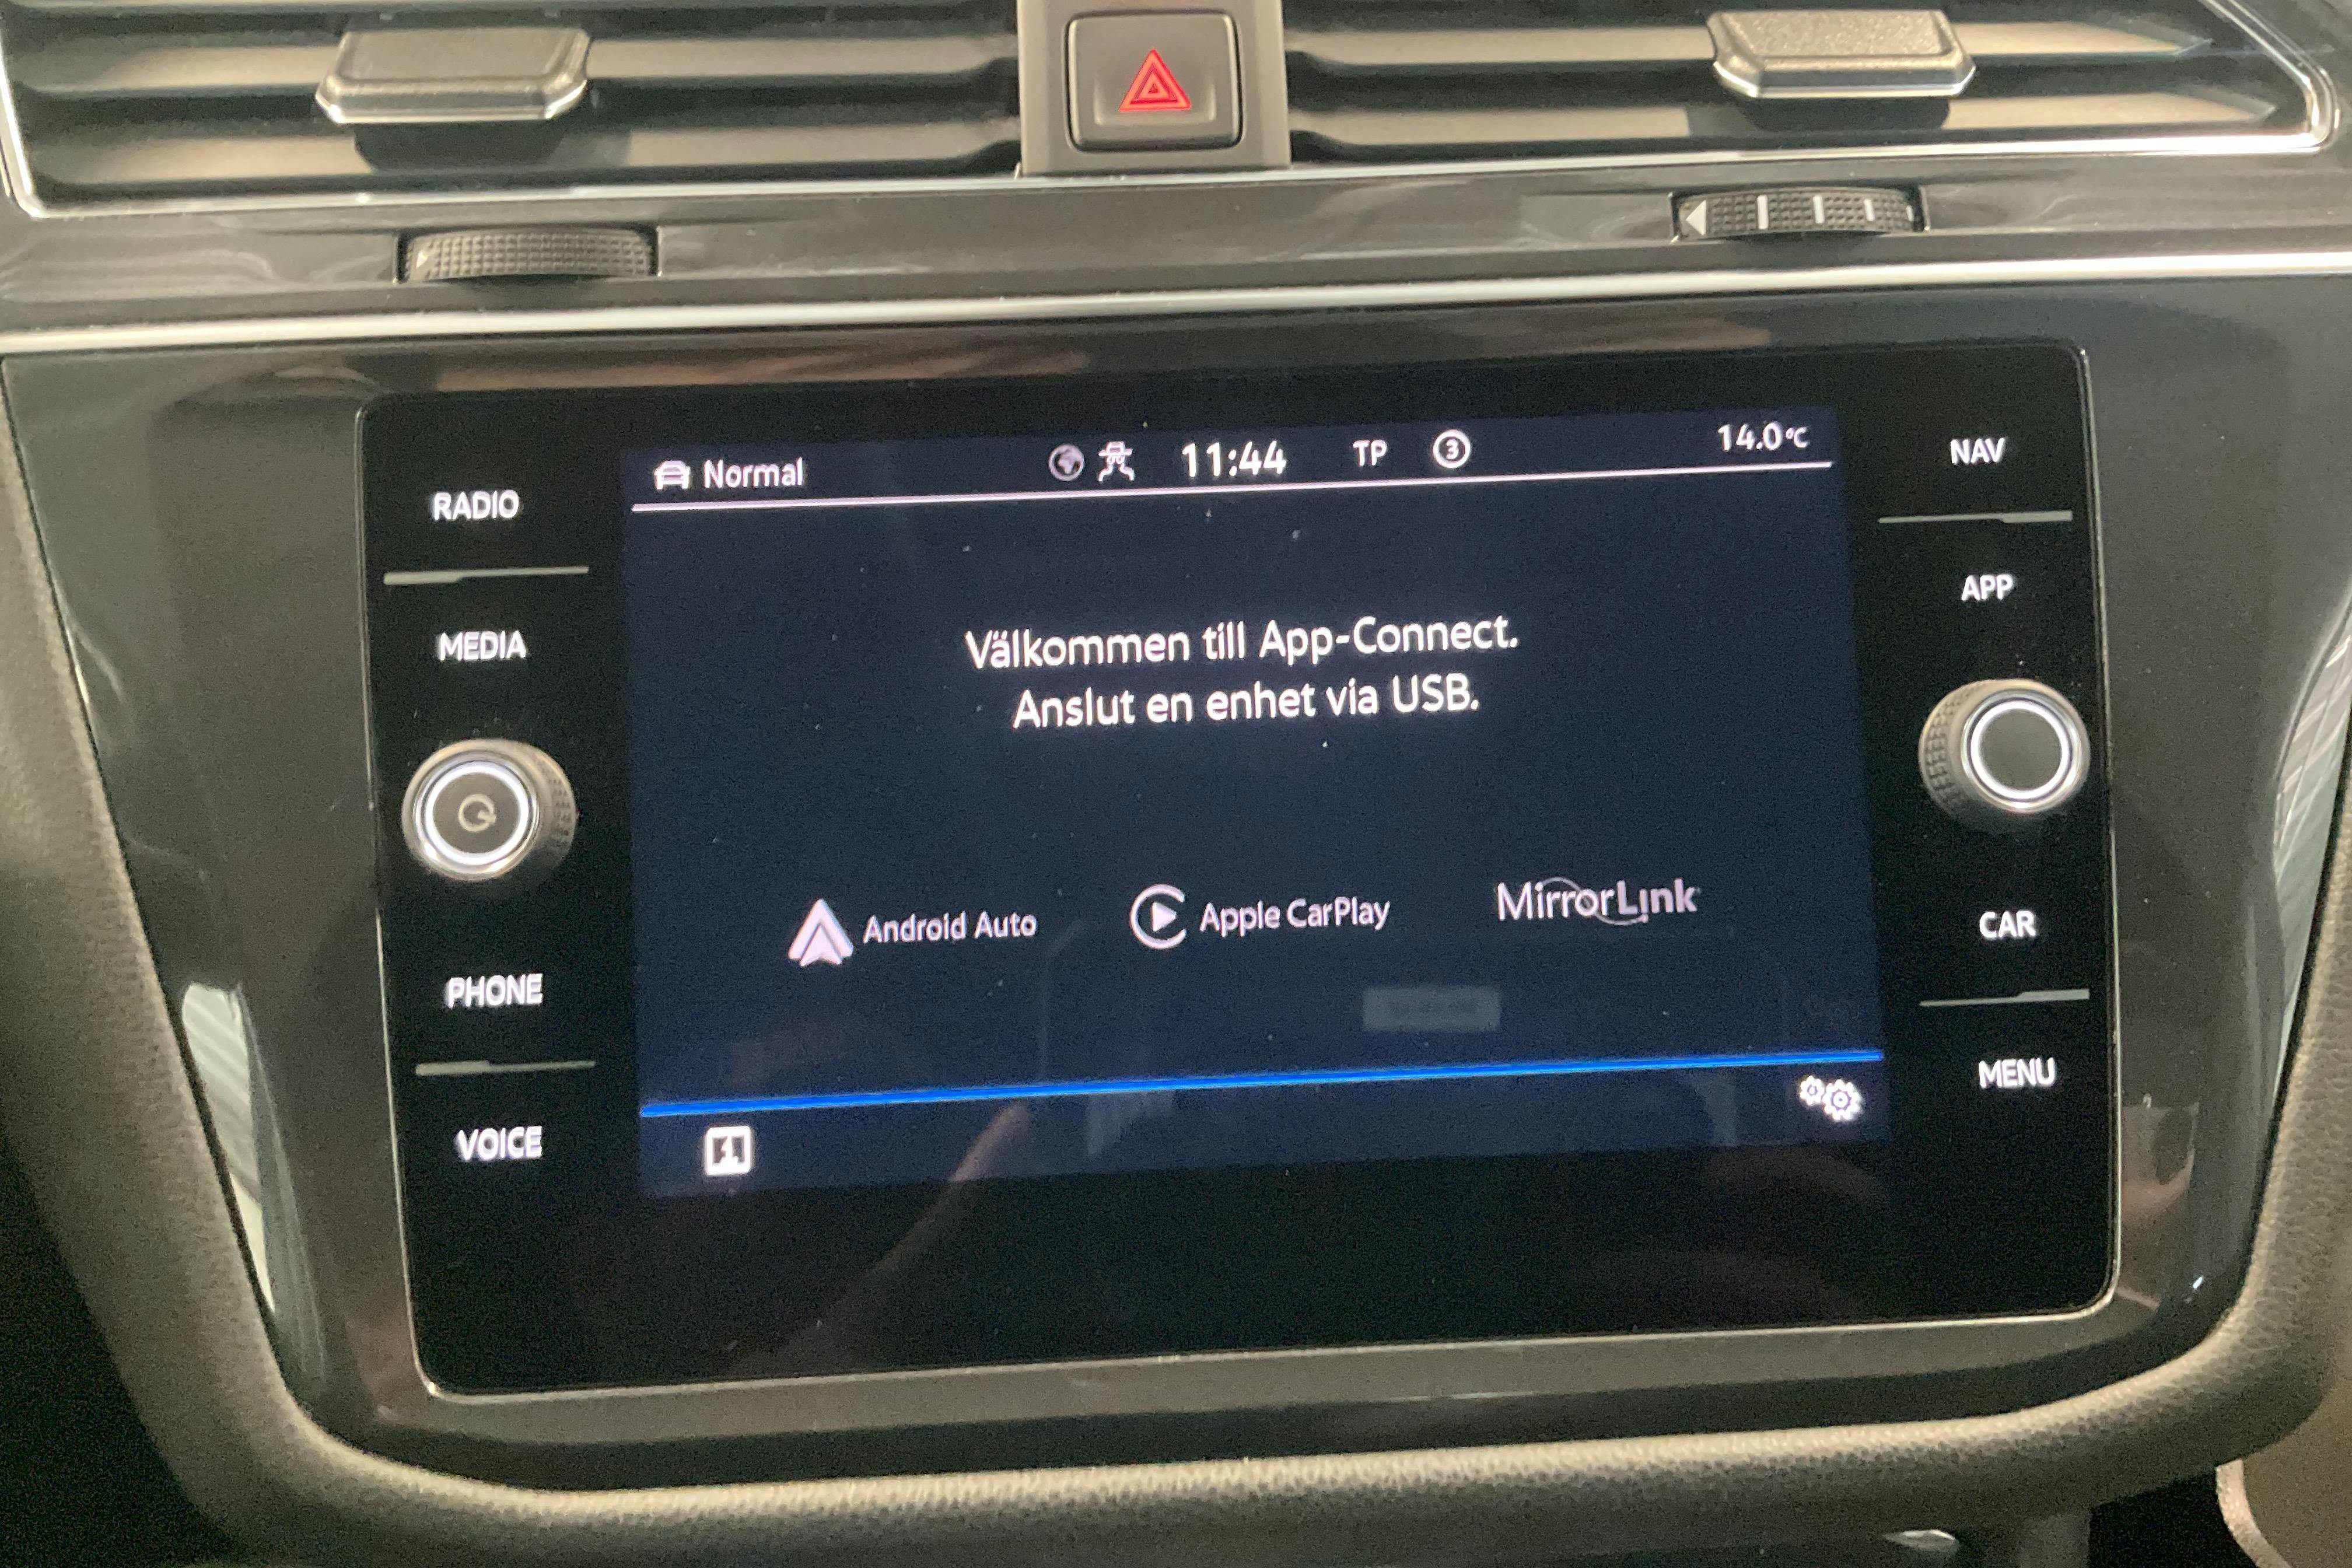 RADIO
MEDIA
PHONE
VOICE
Normal
11:44
TP
3
14.0°C
Välkommen till App-Connect.
Anslut en enhet via USB.
Android Auto
Apple CarPlay
MirrorLink
NAV
APP
CAR
MENU